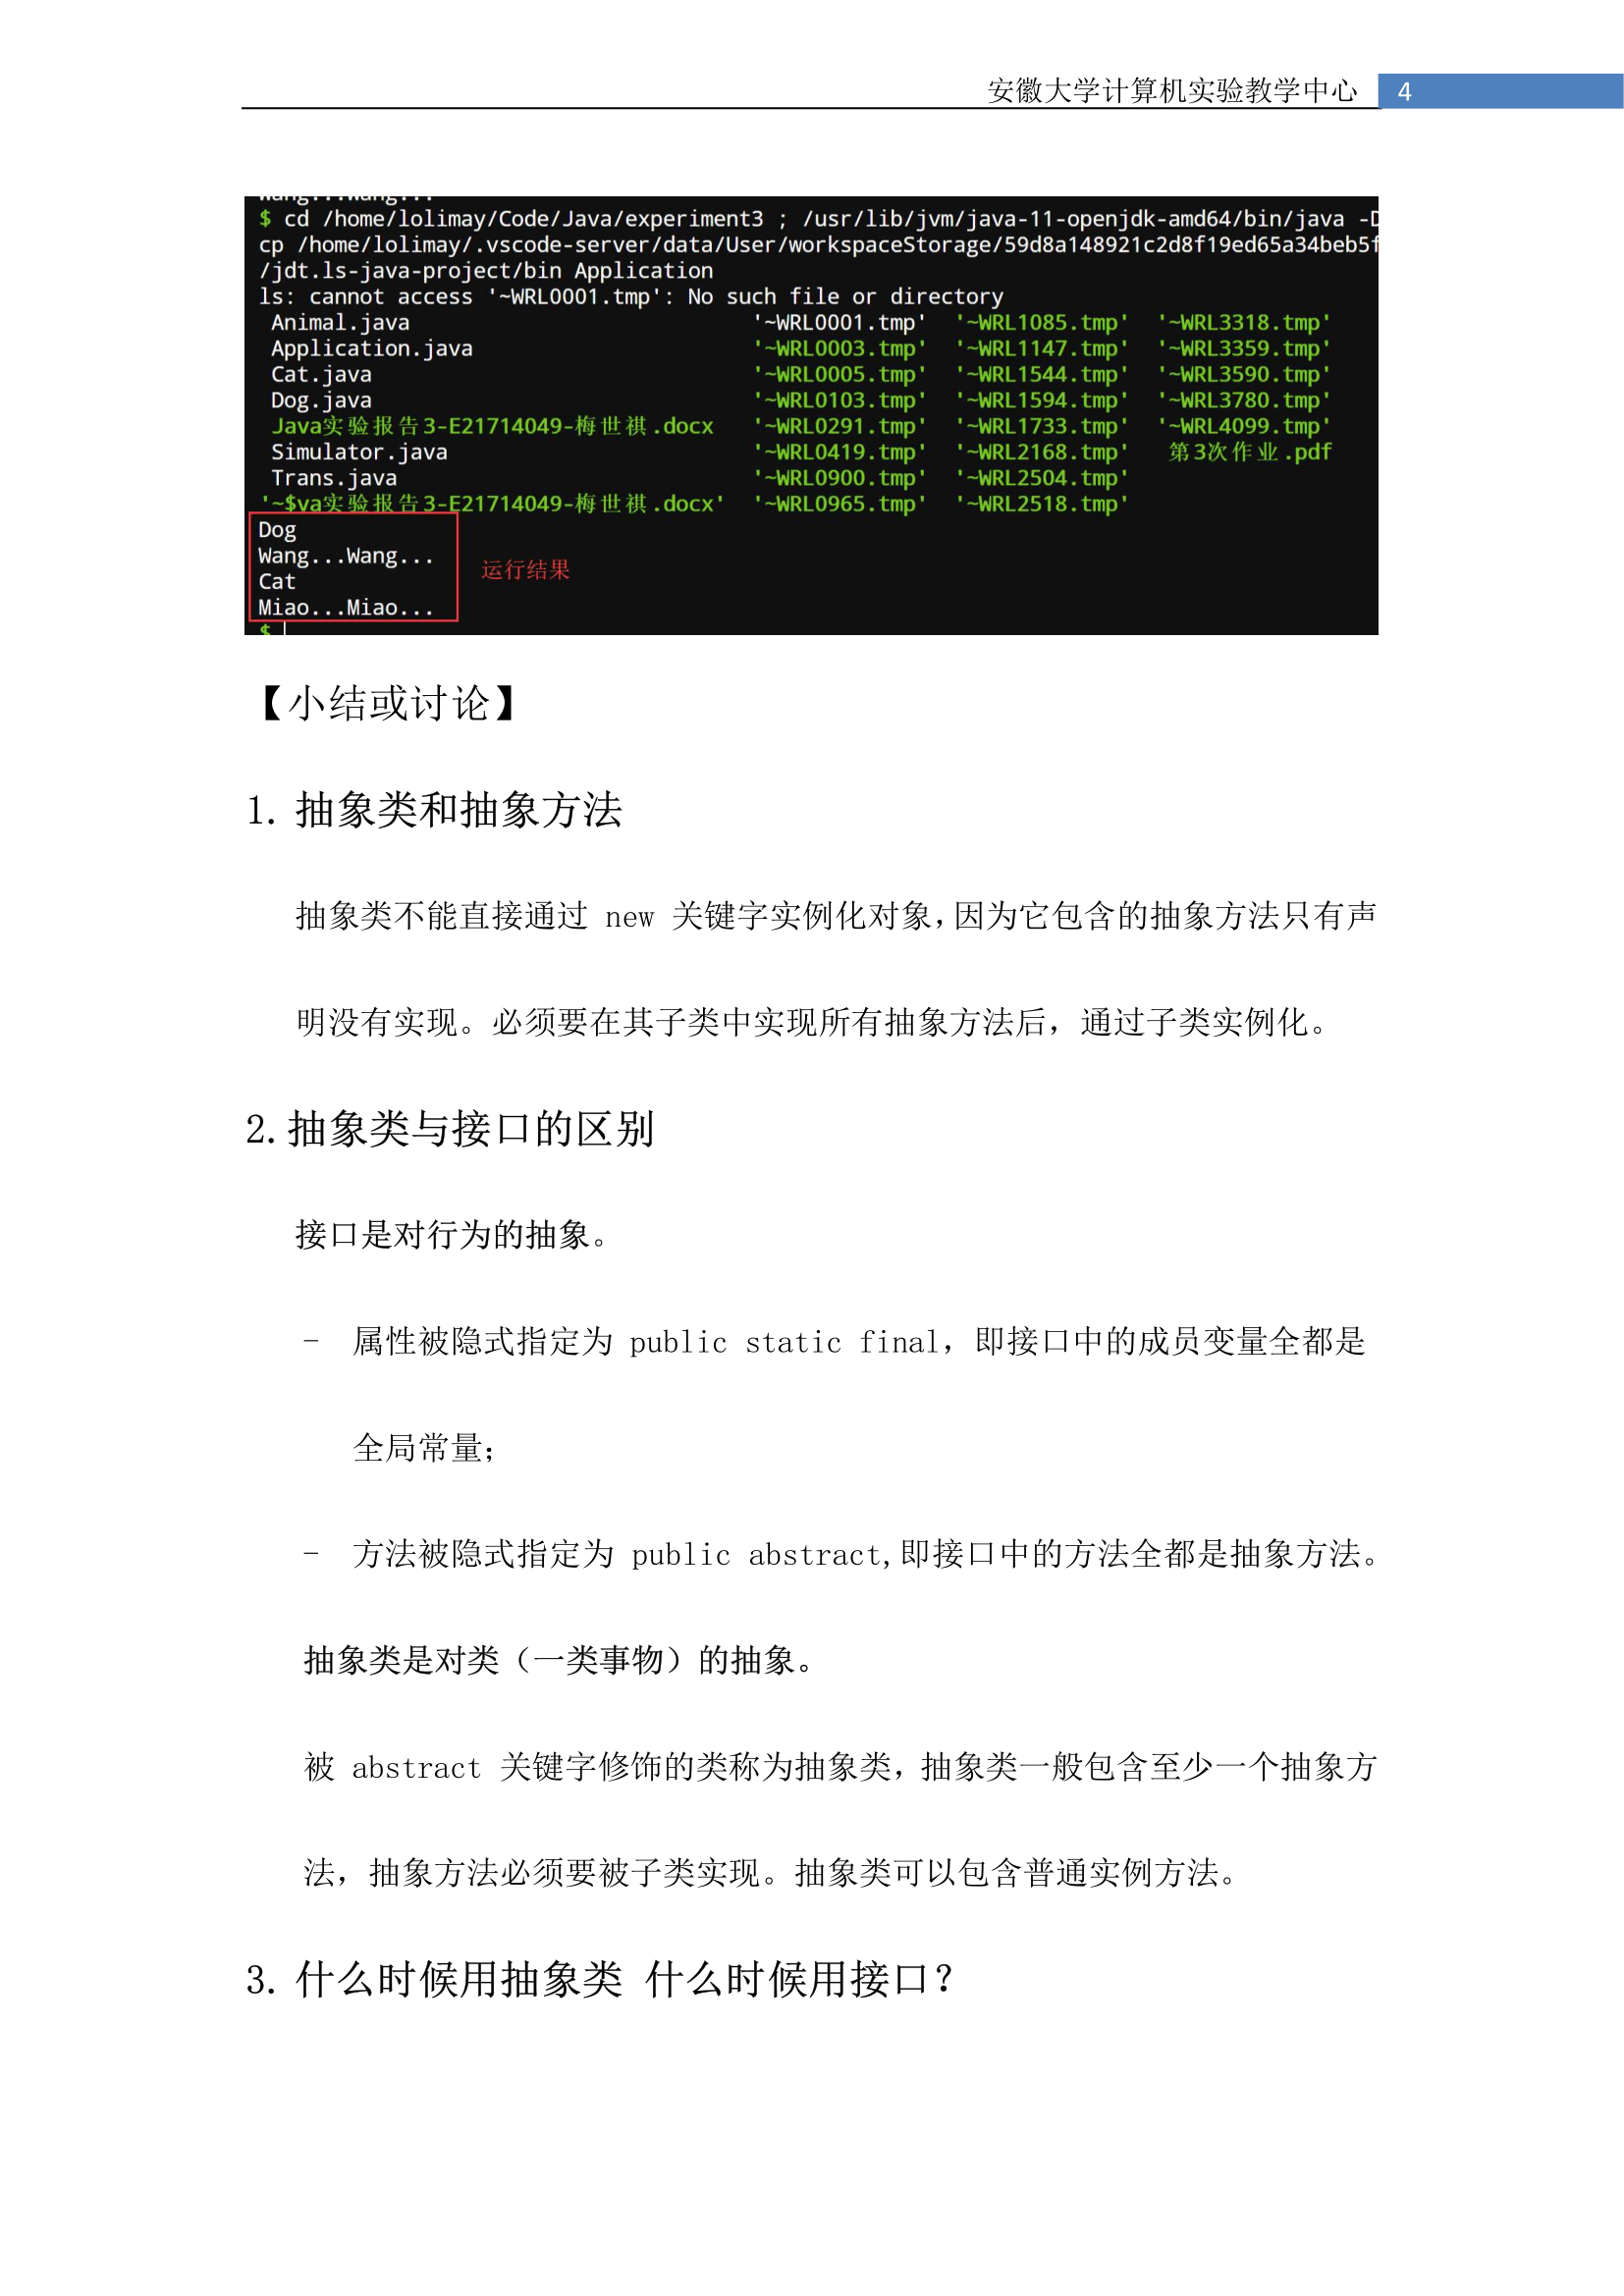 安徽大学计算机实验教学中心 4
$ cd /home/lolimay/Code/Java/experiment3 ; /usr/lib/jvm/java-11-openjdk-amd64/bin/java -D
cp /home/lolimay/.vscode-server/data/User/workspaceStorage/59d8a148921c2d8f19ed65a34beb5f
/jdt.ls-java-project/bin Application
ls: cannot access '~WRL0001.tmp': No such file or directory
Animal.java '~WRL0001.tmp' '~WRL1085.tmp' '~WRL3318.tmp'
Application.java '~WRL0003.tmp' '~WRL1147.tmp' '~WRL3359.tmp'
Cat.java '~WRL0005.tmp' '~WRL1544.tmp' '~WRL3590.tmp'
Dog.java '~WRL0103.tmp' '~WRL1594.tmp' '~WRL3780.tmp'
Java实验报告3-E21714049-梅世祺.docx '~WRL0291.tmp' '~WRL1733.tmp' '~WRL4099.tmp'
Simulator.java '~WRL0419.tmp' '~WRL2168.tmp' 第3次作业.pdf
Trans.java '~WRL0900.tmp' '~WRL2504.tmp'
'~$va实验报告3-E21714049-梅世祺.docx' '~WRL0965.tmp' '~WRL2518.tmp'
Dog
Wang...Wang...
Cat
Miao...Miao...
运行结果
$
【小结或讨论】
1. 抽象类和抽象方法
抽象类不能直接通过 new 关键字实例化对象，因为它包含的抽象方法只有声
明没有实现。必须要在其子类中实现所有抽象方法后，通过子类实例化。
2.抽象类与接口的区别
接口是对行为的抽象。
- 属性被隐式指定为 public static final，即接口中的成员变量全都是
全局常量；
- 方法被隐式指定为 public abstract,即接口中的方法全都是抽象方法。
抽象类是对类（一类事物）的抽象。
被 abstract 关键字修饰的类称为抽象类，抽象类一般包含至少一个抽象方
法，抽象方法必须要被子类实现。抽象类可以包含普通实例方法。
3. 什么时候用抽象类 什么时候用接口？